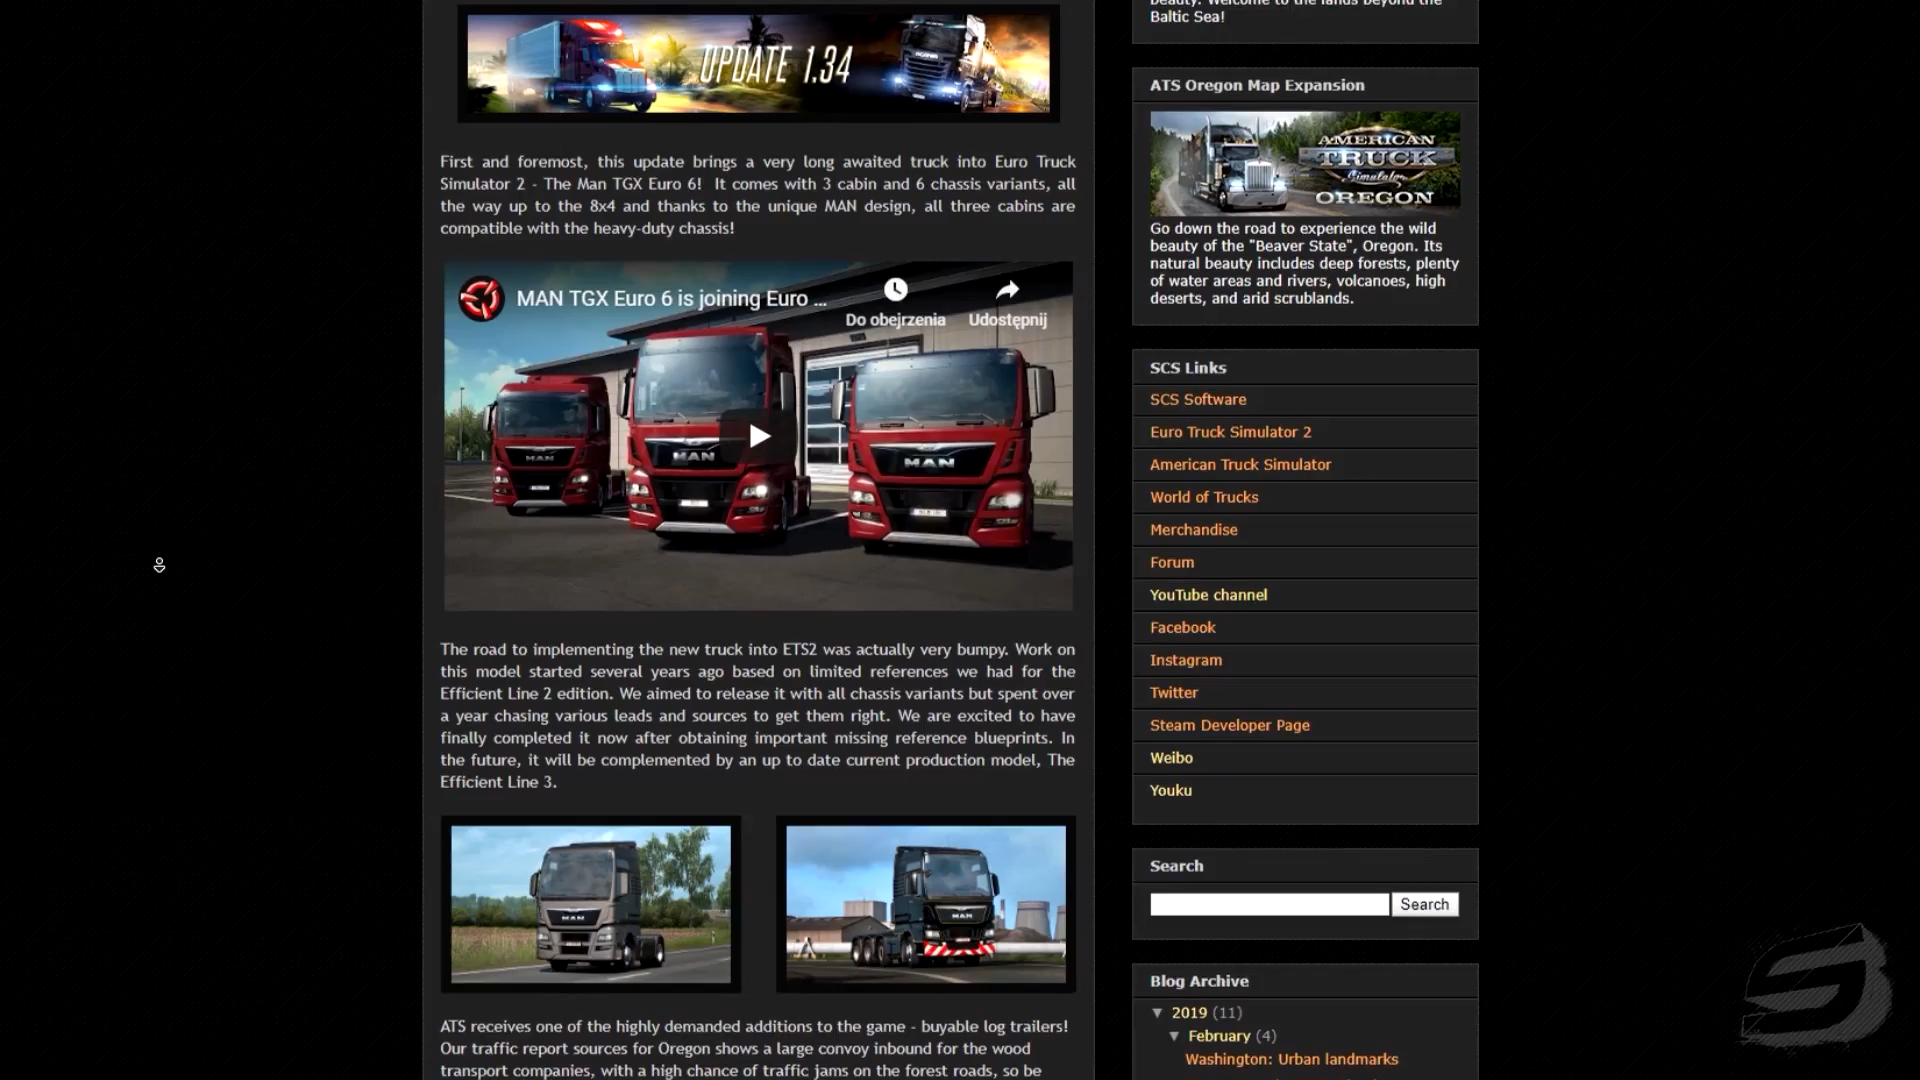 UPDATE 1.34
First and foremost, this update brings a very long awaited truck into Euro Truck
Simulator 2 - The Man TGX Euro 6!  It comes with 3 cabin and 6 chassis variants, all
the way up to the 8x4 and thanks to the unique MAN design, all three cabins are
compatible with the heavy-duty chassis!
MAN TGX Euro 6 is joining Euro ...
Do obejrzenia
Udostępnij
MAN
MAN
MAN
The road to implementing the new truck into ETS2 was actually very bumpy. Work on
this model started several years ago based on limited references we had for the
Efficient Line 2 edition. We aimed to release it with all chassis variants but spent over
a year chasing various leads and sources to get them right. We are excited to have
finally completed it now after obtaining important missing reference blueprints. In
the future, it will be complemented by an up to date current production model, The
Efficient Line 3.
MAN
MAN
ATS receives one of the highly demanded additions to the game - buyable log trailers!
Our traffic report sources for Oregon shows a large convoy inbound for the wood
transport companies, with a high chance of traffic jams on the forest roads, so be
Beauty. Welcome to the lands beyond the
Baltic Sea!
ATS Oregon Map Expansion
AMERICAN
TRUCK
Simulator
OREGON
Go down the road to experience the wild
beauty of the "Beaver State", Oregon. Its
natural beauty includes deep forests, plenty
of water areas and rivers, volcanoes, high
deserts, and arid scrublands.
SCS Links
SCS Software
Euro Truck Simulator 2
American Truck Simulator
World of Trucks
Merchandise
Forum
YouTube channel
Facebook
Instagram
Twitter
Steam Developer Page
Weibo
Youku
Search
Search
Blog Archive
▼ 2019 (11)
▼ February (4)
Washington: Urban landmarks